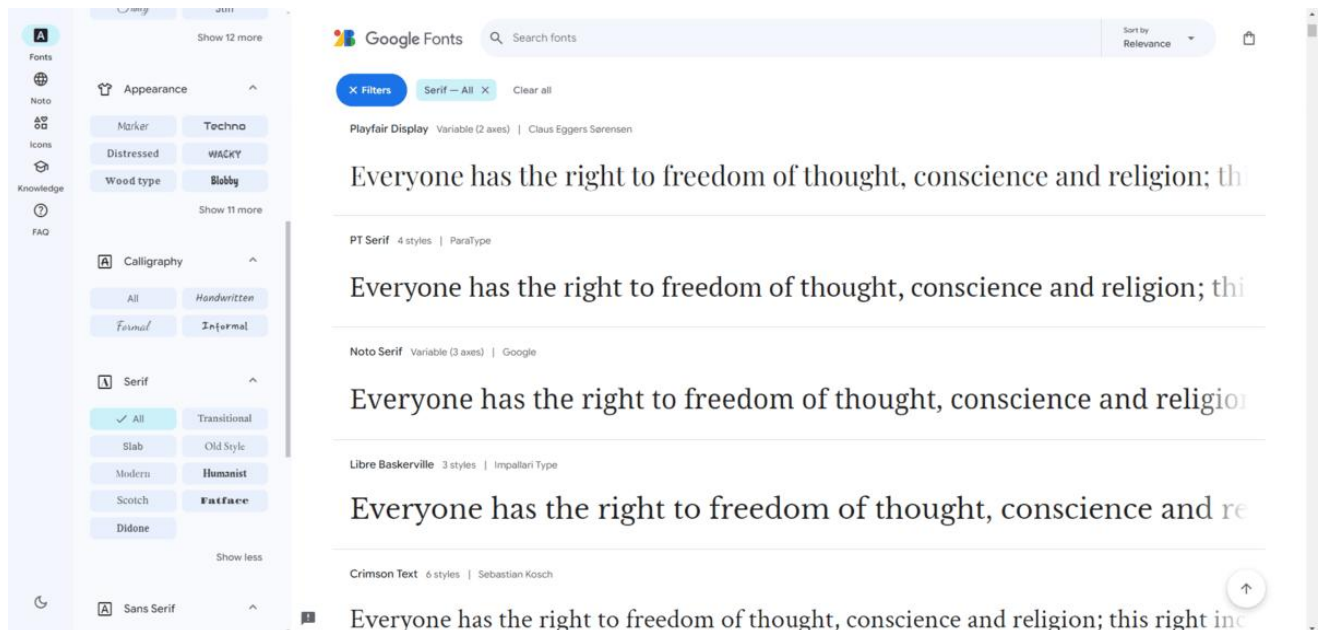 Fonts
Noto
Icons
Knowledge
FAQ
Show 12 more
Appearance
Marker
Techno
Distressed
WACKY
Wood type
Blobby
Show 11 more
Calligraphy
All
Handwritten
Formal
Informal
Serif
All
Transitional
Slab
Old Style
Modern
Humanist
Scotch
Fatface
Didone
Show less
Sans Serif
Google Fonts
Search fonts
Sort by
Relevance
Filters
Serif — All
Clear all
Playfair Display Variable (2 axes) | Claus Eggers Sørensen
Everyone has the right to freedom of thought, conscience and religion; thi
PT Serif 4 styles | ParaType
Everyone has the right to freedom of thought, conscience and religion; thi
Noto Serif Variable (3 axes) | Google
Everyone has the right to freedom of thought, conscience and religion
Libre Baskerville 3 styles | Impallari Type
Everyone has the right to freedom of thought, conscience and re
Crimson Text 6 styles | Sebastian Kosch
Everyone has the right to freedom of thought, conscience and religion; this right inc